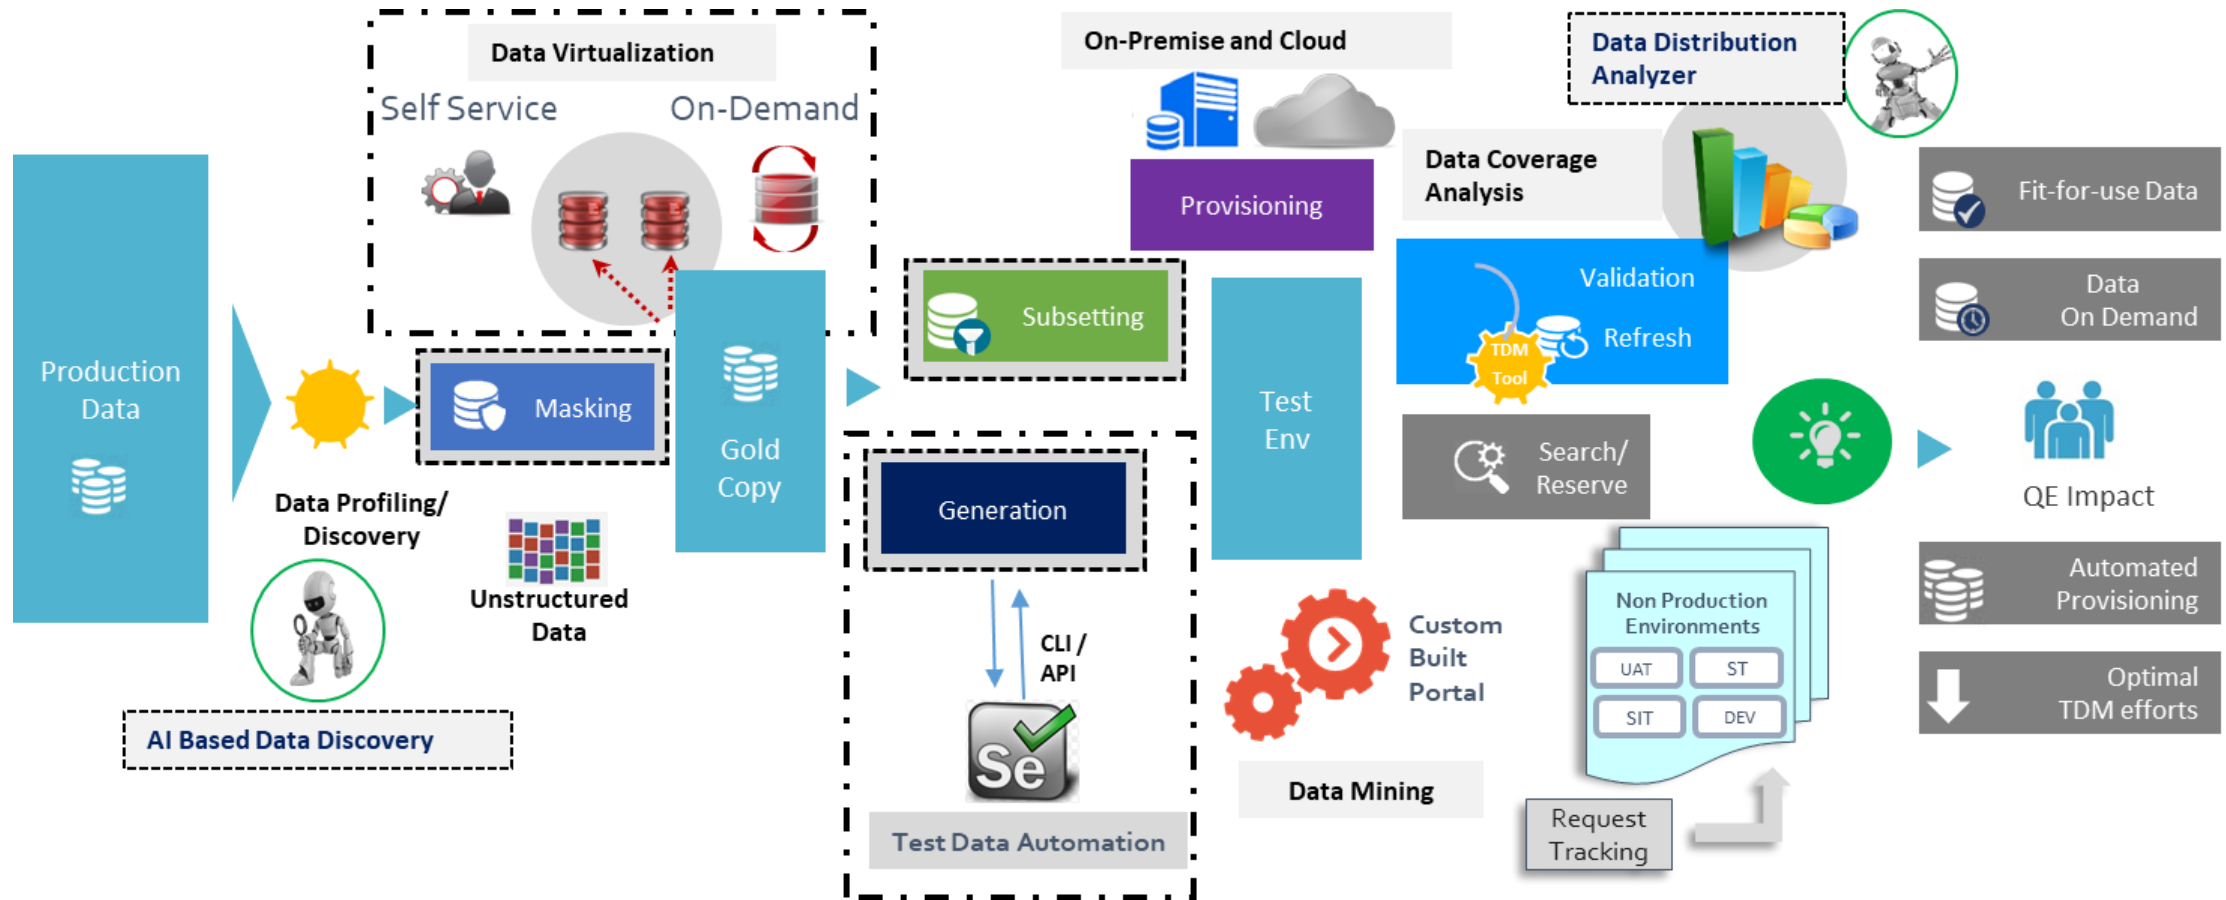 Data Virtualization
Self Service
On-Demand
On-Premise and Cloud
Data Distribution
Analyzer
Production
Data
Data Profiling/
Discovery
AI Based Data Discovery
Masking
Unstructured
Data
Gold
Copy
Subsetting
Generation
CLI /
API
Se
Test Data Automation
Provisioning
Test
Env
Data Coverage
Analysis
Validation
Refresh
TDM
Tool
Search/
Reserve
Custom
Built
Portal
Data Mining
Non Production
Environments
UAT
ST
SIT
DEV
Request
Tracking
Fit-for-use Data
Data
On Demand
QE Impact
Automated
Provisioning
Optimal
TDM efforts